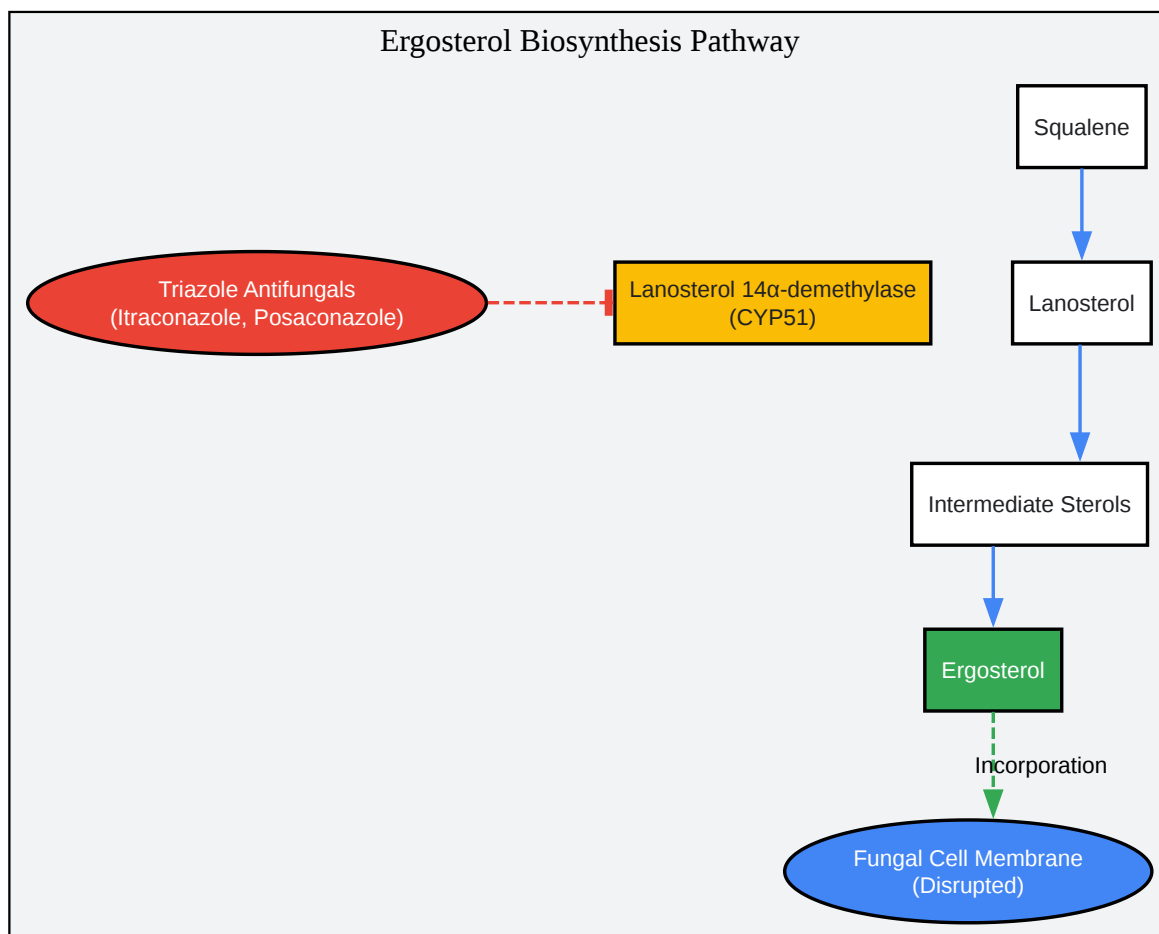 Ergosterol Biosynthesis Pathway
Squalene
Triazole Antifungals
(Itraconazole, Posaconazole)
Lanosterol 14α-demethylase
(CYP51)
Lanosterol
Intermediate Sterols
Ergosterol
Incorporation
Fungal Cell Membrane
(Disrupted)